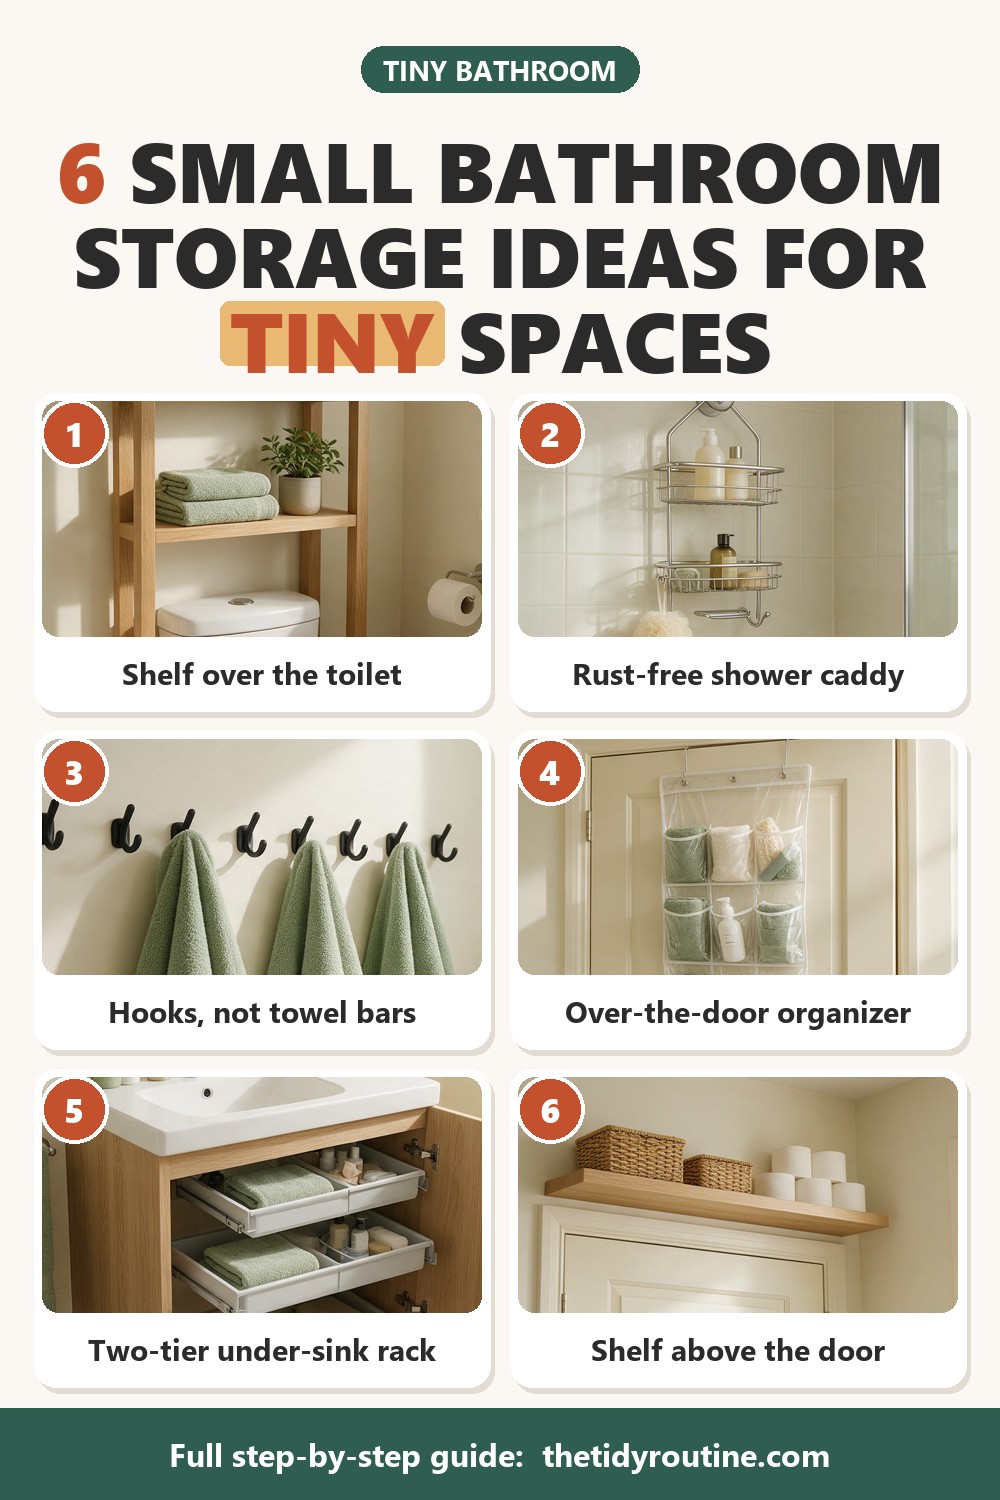 TINY BATHROOM
6 SMALL BATHROOM
STORAGE IDEAS FOR
TINY SPACES
1
2
Shelf over the toilet
Rust-free shower caddy
3
4
Hooks, not towel bars
Over-the-door organizer
5
6
Two-tier under-sink rack
Shelf above the door
Full step-by-step guide: thetidyroutine.com